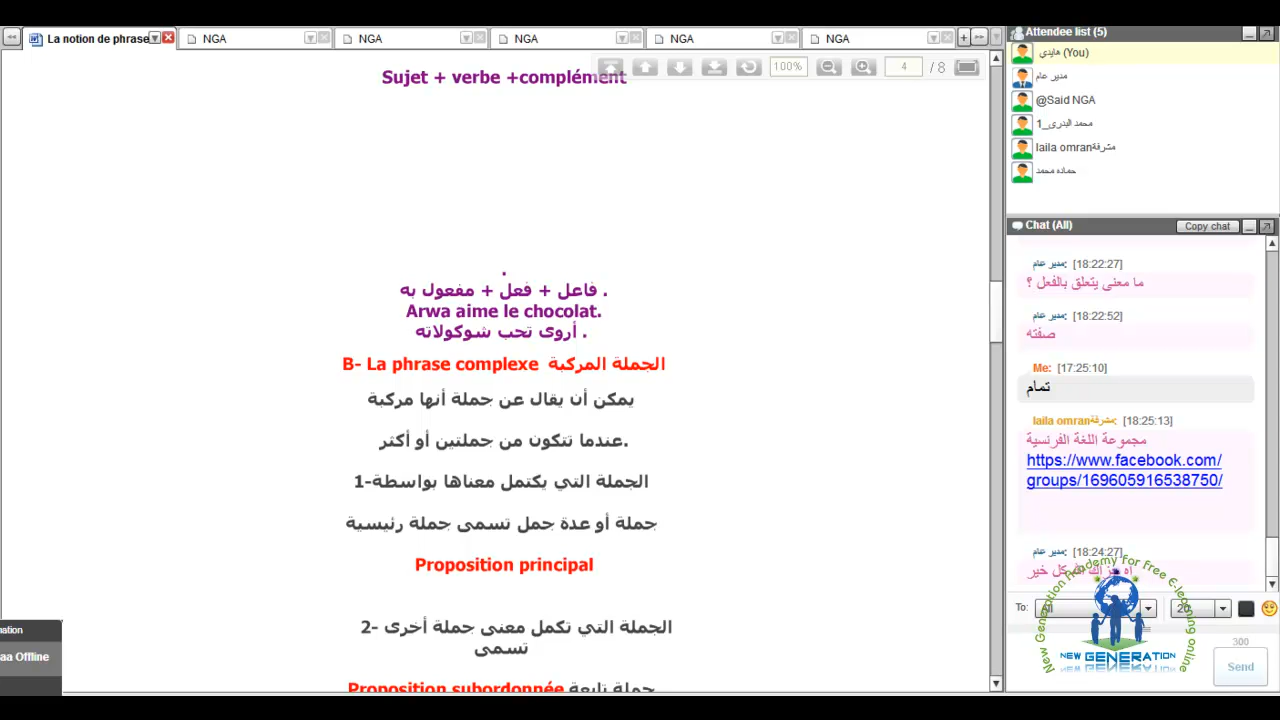 La notion de phrase
NGA
NGA
NGA
NGA
NGA
100%
4 / 8
Sujet + verbe +complément
.
فاعل + فعل + مفعول به .
Arwa aime le chocolat.
أروى تحب شوكولاته .
B- La phrase complexe الجملة المركبة
يمكن أن يقال عن جملة أنها مركبة
عندما تتكون من جملتين أو أكثر.
1-الجملة التي يكتمل معناها بواسطة
جملة أو عدة جمل تسمى جملة رئيسية
Proposition principal
2- الجملة التي تكمل معنى جملة أخرى
تسمى
Proposition subordonnée جملة تابعة
aa Offline
Attendee list (5)
هايدي (You)
مدير عام
@Said NGA
محمد البدرى_1
laila omranمشرفة
حماده محمد
Chat (All)
Copy chat
مدير عام: [18:22:27]
ما معنى يتعلق بالفعل ؟
مدير عام: [18:22:52]
صفته
Me: [17:25:10]
تمام
laila omranمشرفة: [18:25:13]
مجموعة اللغة الفرنسية
https://www.facebook.com/
groups/169605916538750/
مدير عام: [18:24:27]
كل خير
To:
20
300
Send
New Generation Academy For Free E-learning online
NEW GENERATION